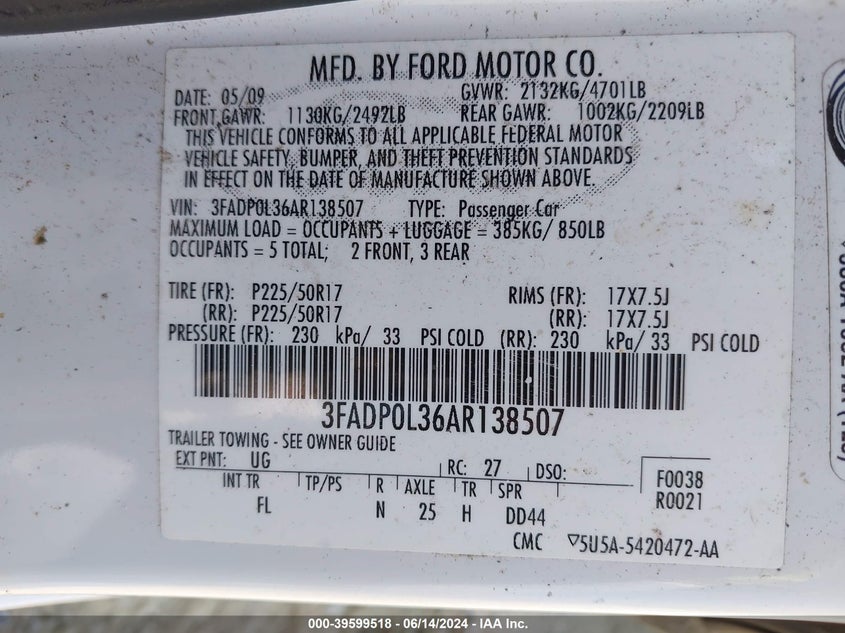 MFD. BY FORD MOTOR CO.
DATE: 05/09 GVWR: 2132KG/4701LB
FRONT GAWR: 1130KG/2492LB REAR GAWR: 1002KG/2209LB
THIS VEHICLE CONFORMS TO ALL APPLICABLE FEDERAL MOTOR
VEHICLE SAFETY, BUMPER, AND THEFT PREVENTION STANDARDS
IN EFFECT ON THE DATE OF MANUFACTURE SHOWN ABOVE.
VIN: 3FADP0L36AR138507 TYPE: Passenger Car
MAXIMUM LOAD = OCCUPANTS + LUGGAGE = 385KG/ 850LB
OCCUPANTS = 5 TOTAL; 2 FRONT, 3 REAR
TIRE (FR): P225/50R17 RIMS (FR): 17X7.5J
(RR): P225/50R17 (RR): 17X7.5J
PRESSURE (FR): 230 kPa/ 33 PSI COLD (RR): 230 kPa/ 33 PSI COLD
3FADP0L36AR138507
TRAILER TOWING - SEE OWNER GUIDE
EXT PNT: UG RC: 27 DSO: F0038
INT TR TP/PS R AXLE TR SPR R0021
FL N 25 H DD44
CMC ▽5U5A-5420472-AA
000-39599518 - 06/14/2024 - IAA Inc.